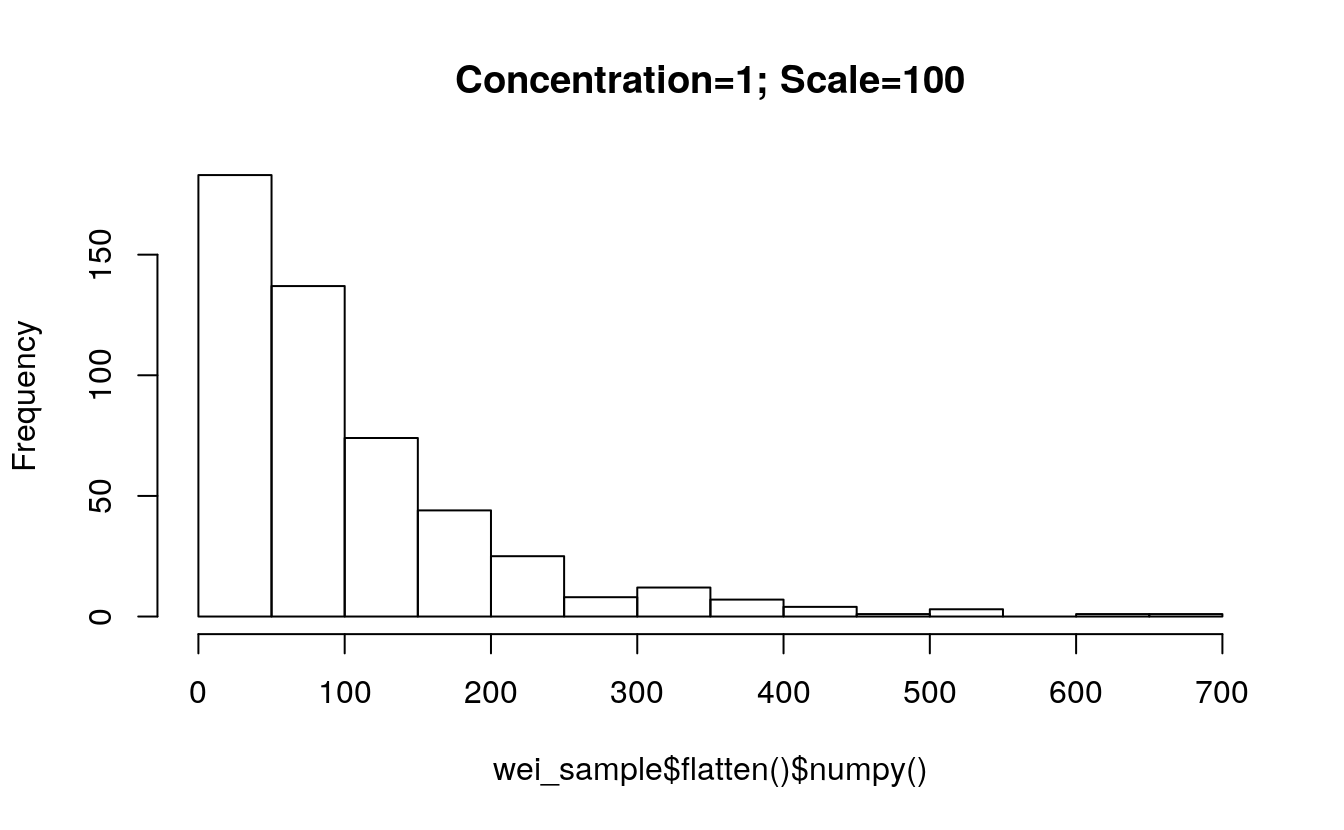 Concentration=1; Scale=100
Frequency
150
100
50
0
0 100 200 300 400 500 600 700
wei_sample$flatten()$numpy()